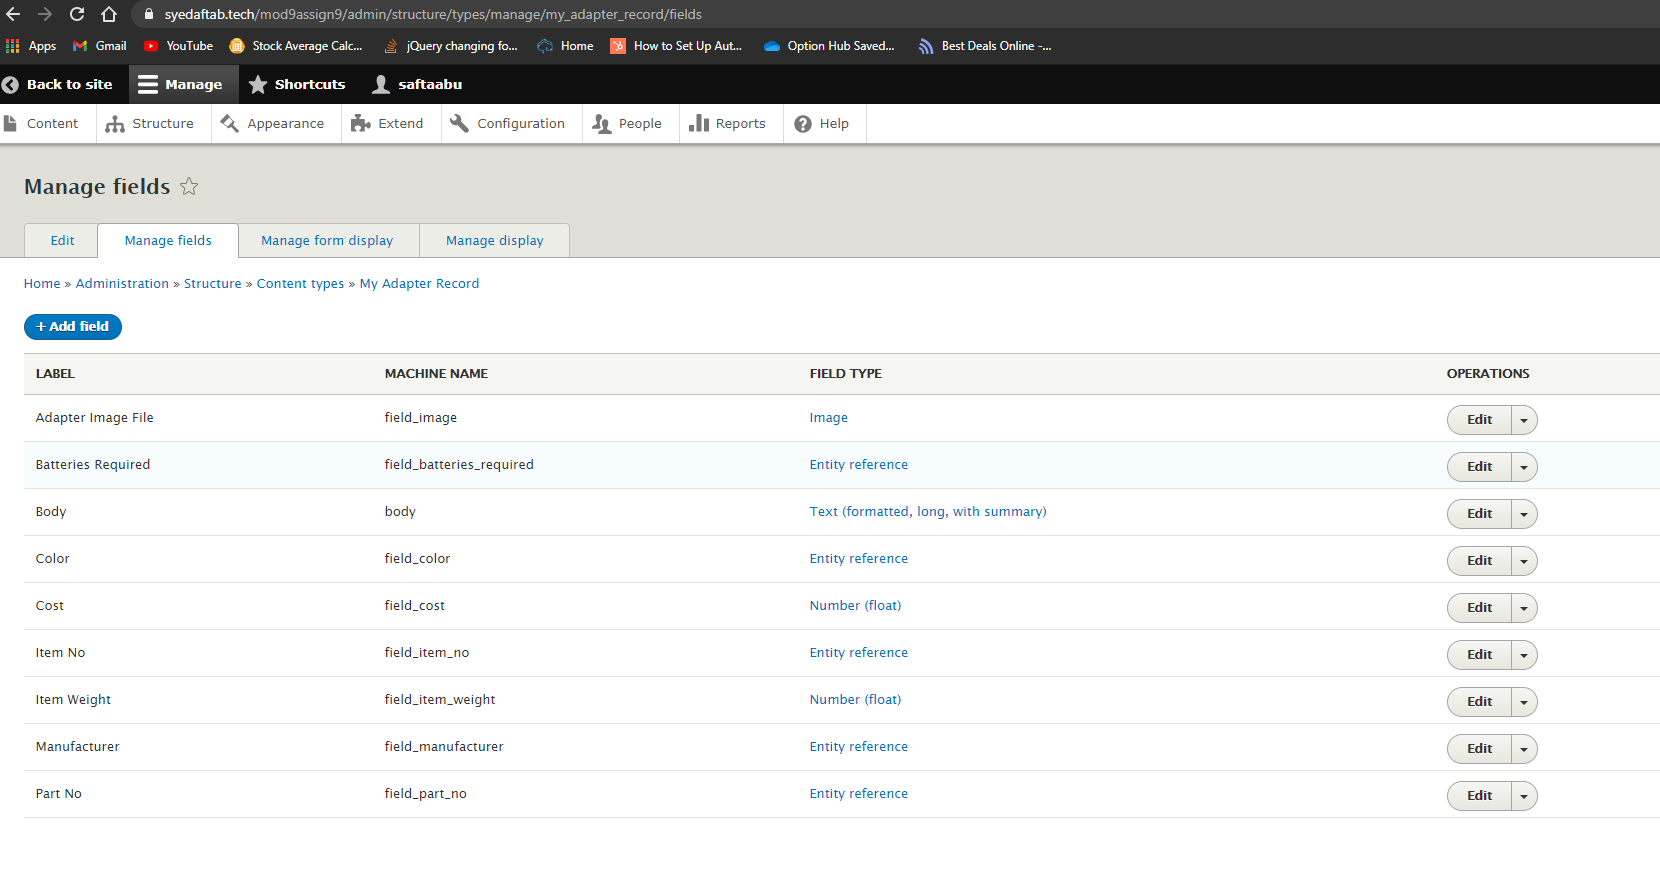 syedaftab.tech/mod9assign9/admin/structure/types/manage/my_adapter_record/fields
Apps Gmail YouTube Stock Average Calc... jQuery changing fo... Home How to Set Up Aut... Option Hub Saved... Best Deals Online -...
Back to site Manage Shortcuts saftaabu
Content Structure Appearance Extend Configuration People Reports Help
Manage fields
Edit Manage fields Manage form display Manage display
Home » Administration » Structure » Content types » My Adapter Record
+ Add field
LABEL MACHINE NAME FIELD TYPE OPERATIONS
Adapter Image File field_image Image Edit
Batteries Required field_batteries_required Entity reference Edit
Body body Text (formatted, long, with summary) Edit
Color field_color Entity reference Edit
Cost field_cost Number (float) Edit
Item No field_item_no Entity reference Edit
Item Weight field_item_weight Number (float) Edit
Manufacturer field_manufacturer Entity reference Edit
Part No field_part_no Entity reference Edit